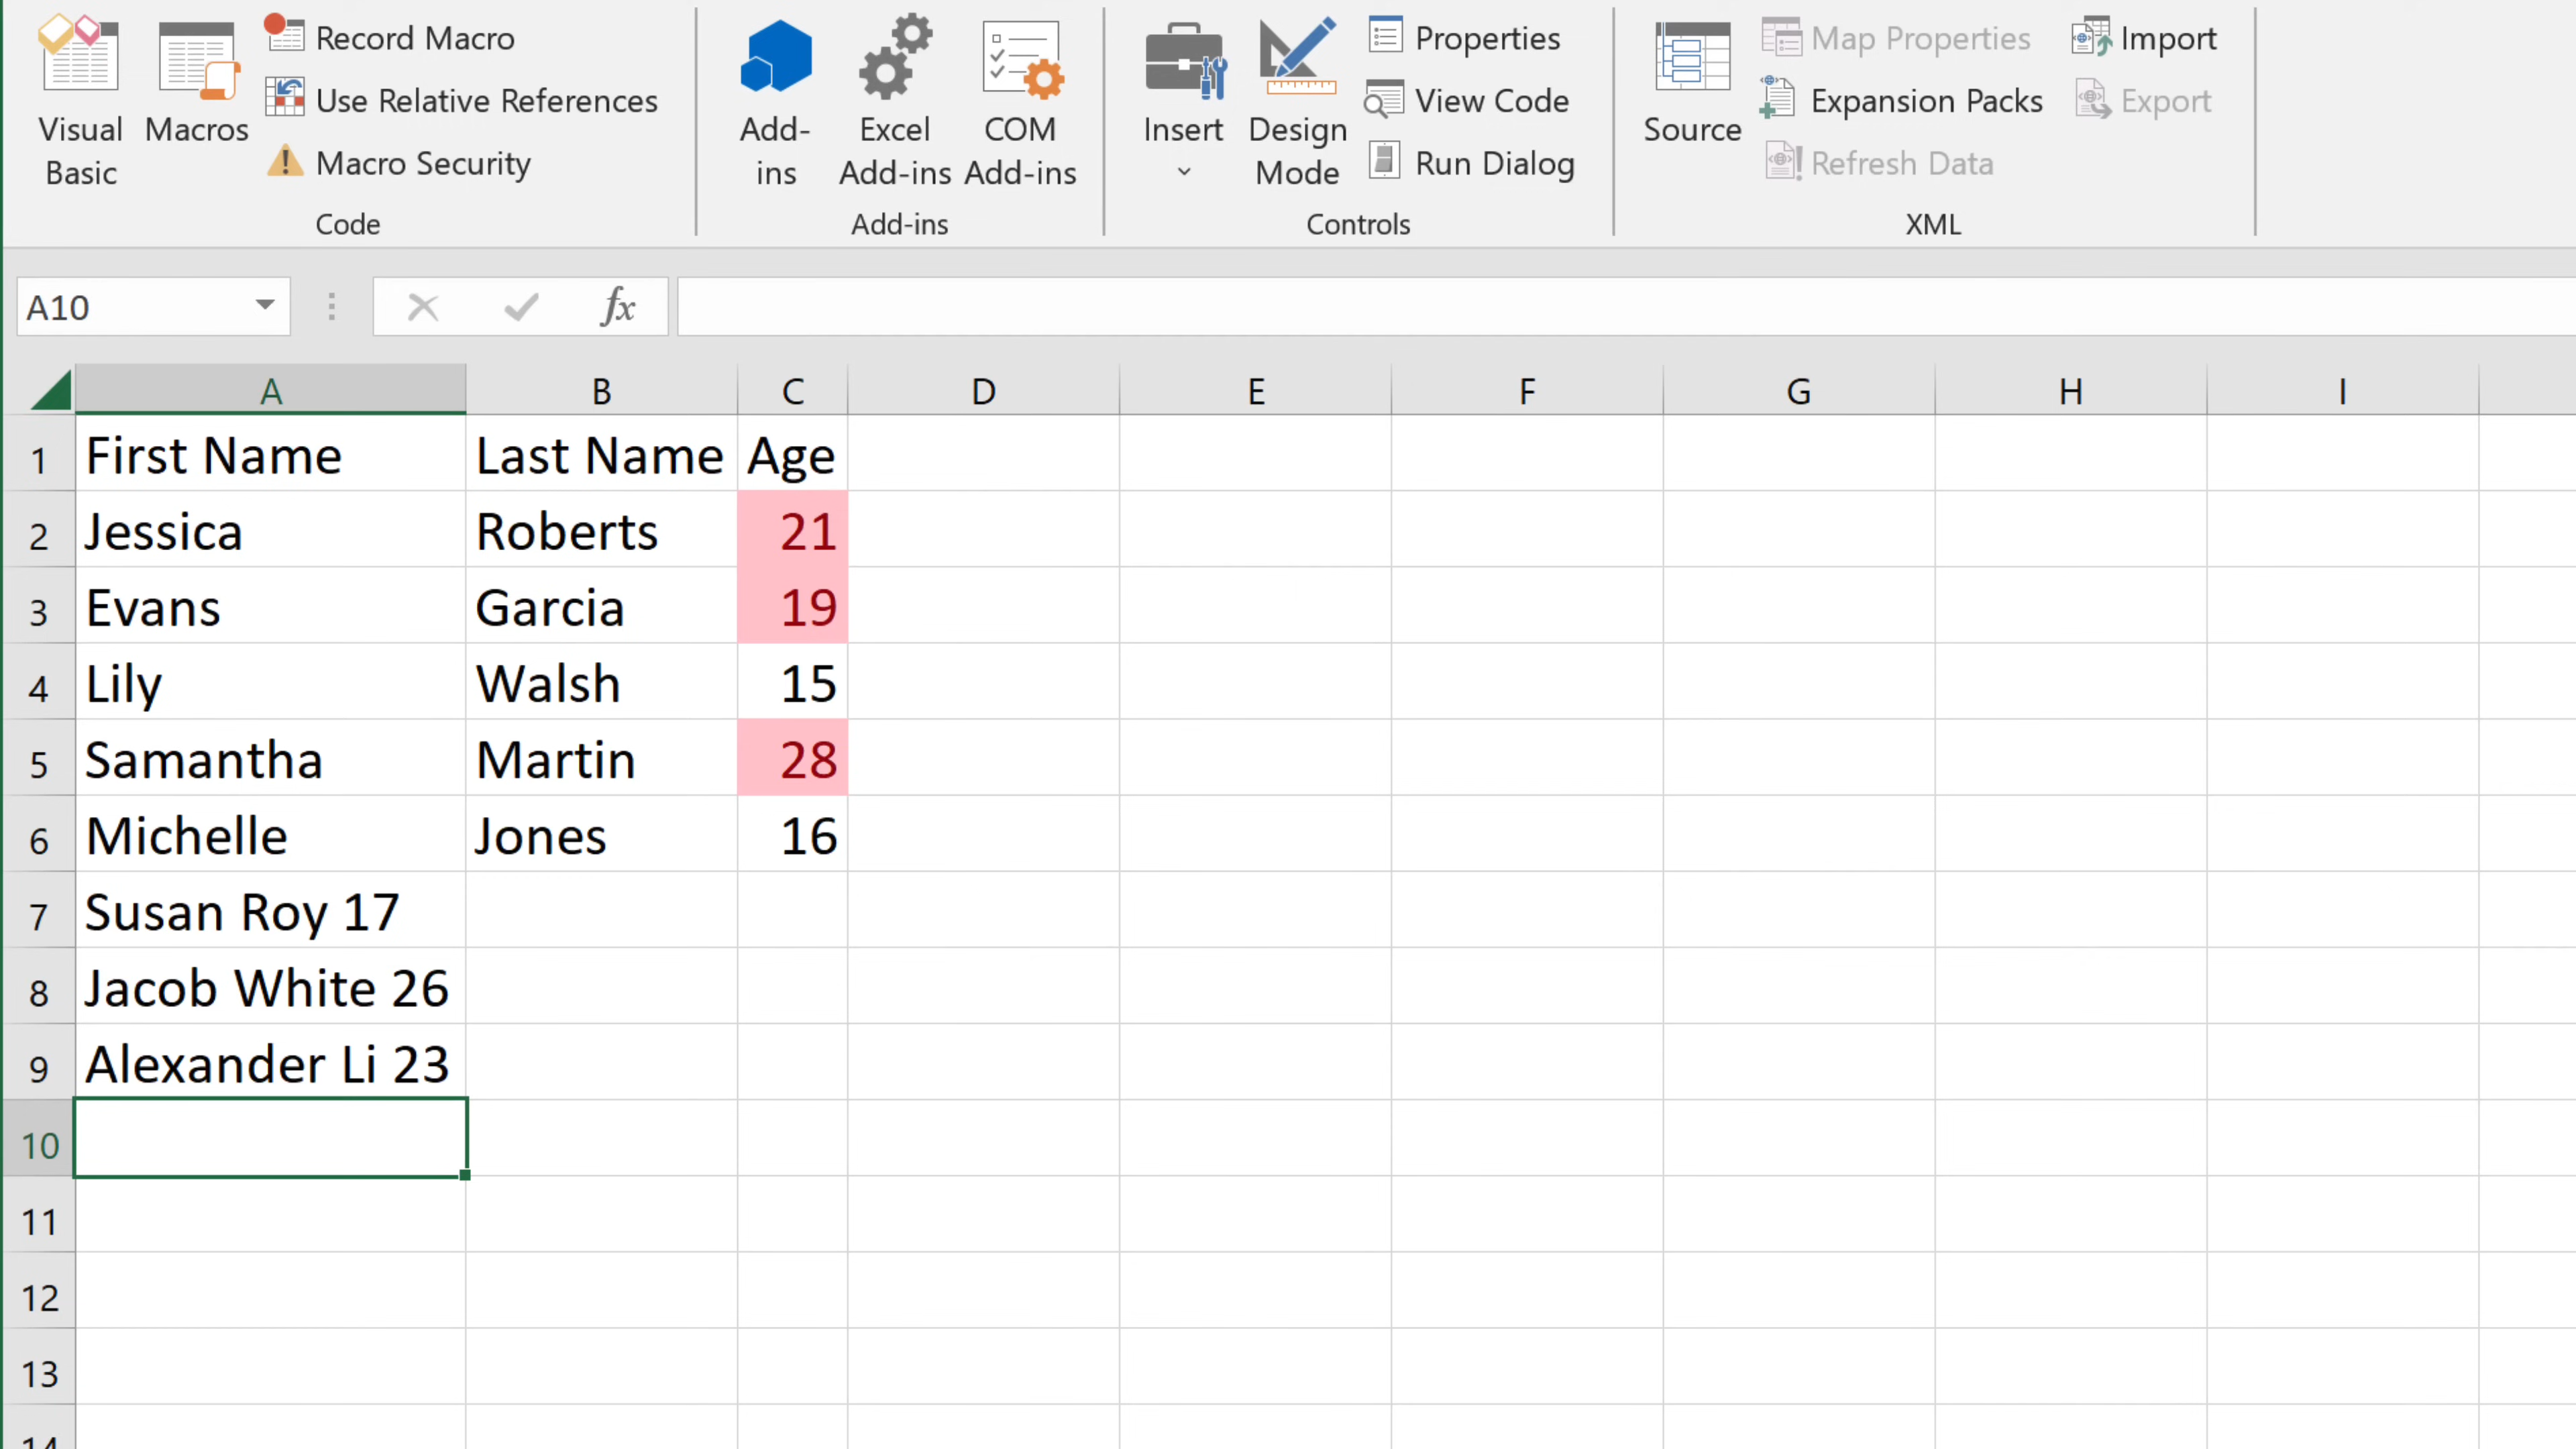 Visual Basic
Macros
Record Macro
Use Relative References
Macro Security
Code
Add-ins
Excel Add-ins
COM Add-ins
Add-ins
Insert
Design Mode
Properties
View Code
Run Dialog
Controls
Source
Map Properties
Expansion Packs
Refresh Data
Import
Export
XML
A10
fx
A B C D E F G H I
1 First Name Last Name Age
2 Jessica Roberts 21
3 Evans Garcia 19
4 Lily Walsh 15
5 Samantha Martin 28
6 Michelle Jones 16
7 Susan Roy 17
8 Jacob White 26
9 Alexander Li 23
10
11
12
13
14